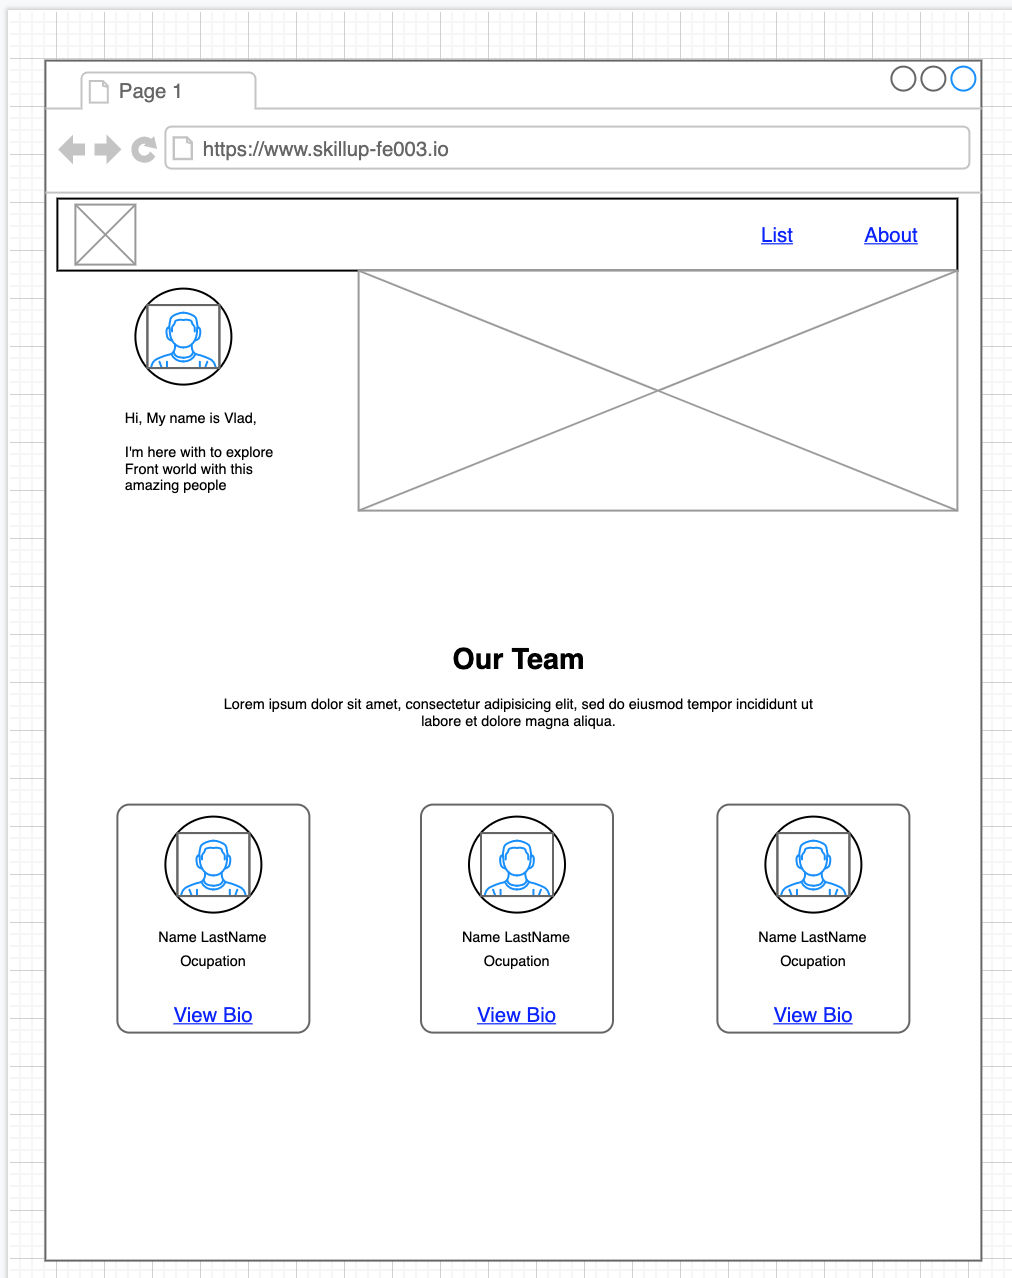 Page 1
https://www.skillup-fe003.io
List
About
Hi, My name is Vlad,
I'm here with to explore
Front world with this
amazing people
Our Team
Lorem ipsum dolor sit amet, consectetur adipisicing elit, sed do eiusmod tempor incididunt ut
labore et dolore magna aliqua.
Name LastName
Ocupation
View Bio
Name LastName
Ocupation
View Bio
Name LastName
Ocupation
View Bio